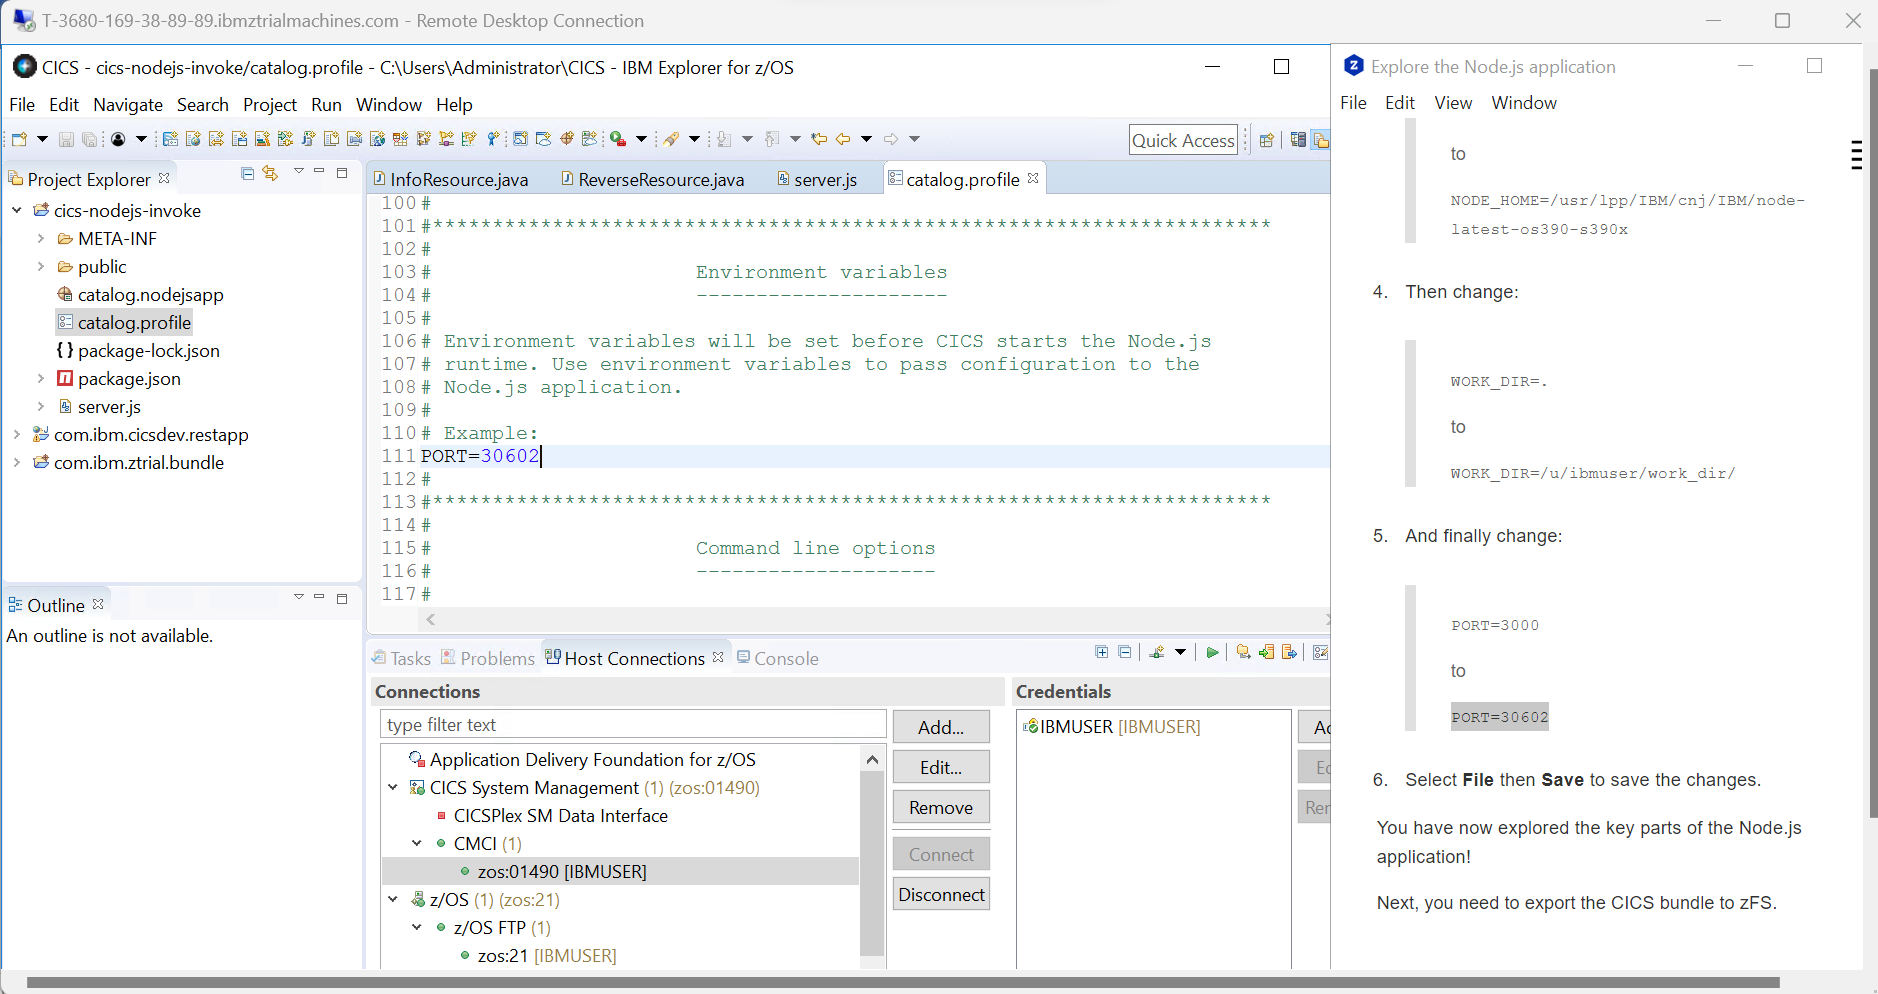 T-3680-169-38-89-89.ibmztrialmachines.com - Remote Desktop Connection
CICS - cics-nodejs-invoke/catalog.profile - C:\Users\Administrator\CICS - IBM Explorer for z/OS
File Edit Navigate Search Project Run Window Help
Quick Access
Project Explorer
cics-nodejs-invoke
META-INF
public
catalog.nodejsapp
catalog.profile
package-lock.json
package.json
server.js
com.ibm.cicsdev.restapp
com.ibm.ztrial.bundle
Outline
An outline is not available.
InfoResource.java ReverseResource.java server.js catalog.profile
100 #
101 #**********************************************************************
102 #
103 # Environment variables
104 # ---------------------
105 #
106 # Environment variables will be set before CICS starts the Node.js
107 # runtime. Use environment variables to pass configuration to the
108 # Node.js application.
109 #
110 # Example:
111 PORT=30602
112 #
113 #**********************************************************************
114 #
115 # Command line options
116 # --------------------
117 #
Tasks Problems Host Connections Console
Connections
type filter text
Application Delivery Foundation for z/OS
CICS System Management (1) (zos:01490)
CICSPlex SM Data Interface
CMCI (1)
zos:01490 [IBMUSER]
z/OS (1) (zos:21)
z/OS FTP (1)
zos:21 [IBMUSER]
Add...
Edit...
Remove
Connect
Disconnect
Credentials
IBMUSER [IBMUSER]
Explore the Node.js application
File Edit View Window
to
NODE_HOME=/usr/lpp/IBM/cnj/IBM/node-
latest-os390-s390x
4. Then change:
WORK_DIR=.
to
WORK_DIR=/u/ibmuser/work_dir/
5. And finally change:
PORT=3000
to
PORT=30602
6. Select File then Save to save the changes.
You have now explored the key parts of the Node.js
application!
Next, you need to export the CICS bundle to zFS.